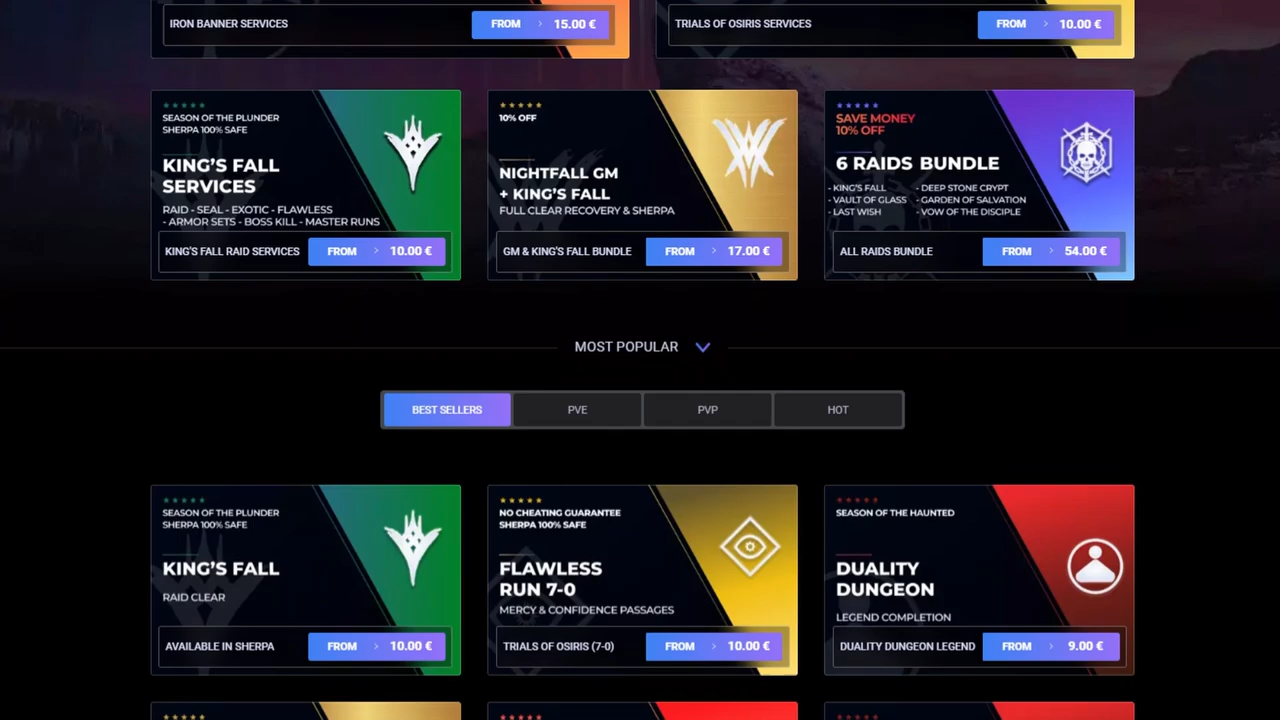 IRON BANNER SERVICES
FROM > 15.00 €
TRIALS OF OSIRIS SERVICES
FROM > 10.00 €
SEASON OF THE PLUNDER
SHERPA 100% SAFE
KING'S FALL
SERVICES
RAID - SEAL - EXOTIC - FLAWLESS
- ARMOR SETS - BOSS KILL - MASTER RUNS
KING'S FALL RAID SERVICES
FROM > 10.00 €
10% OFF
NIGHTFALL GM
+ KING'S FALL
FULL CLEAR RECOVERY & SHERPA
GM & KING'S FALL BUNDLE
FROM > 17.00 €
SAVE MONEY
10% OFF
6 RAIDS BUNDLE
- KING'S FALL
- VAULT OF GLASS
- LAST WISH
- DEEP STONE CRYPT
- GARDEN OF SALVATION
- VOW OF THE DISCIPLE
ALL RAIDS BUNDLE
FROM > 54.00 €
MOST POPULAR
BEST SELLERS
PVE
PVP
HOT
SEASON OF THE PLUNDER
SHERPA 100% SAFE
KING'S FALL
RAID CLEAR
AVAILABLE IN SHERPA
FROM > 10.00 €
NO CHEATING GUARANTEE
SHERPA 100% SAFE
FLAWLESS
RUN 7-0
MERCY & CONFIDENCE PASSAGES
TRIALS OF OSIRIS (7-0)
FROM > 10.00 €
SEASON OF THE HAUNTED
DUALITY
DUNGEON
LEGEND COMPLETION
DUALITY DUNGEON LEGEND
FROM > 9.00 €